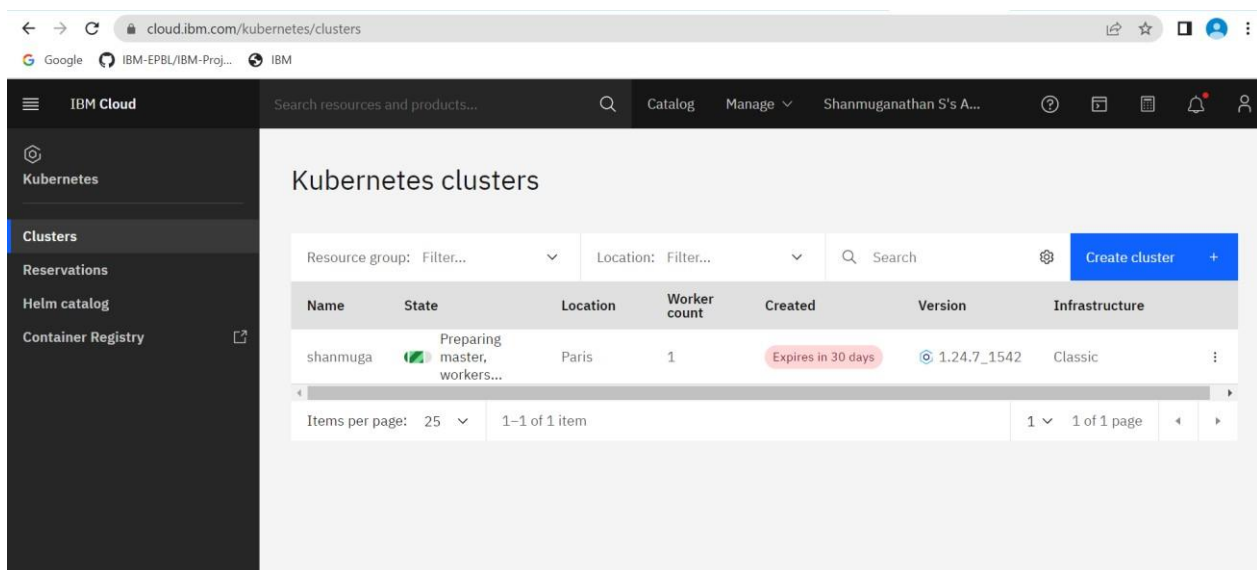 cloud.ibm.com/kubernetes/clusters
Google IBM-EPBL/IBM-Proj... IBM
IBM Cloud Search resources and products... Catalog Manage Shanmuganathan S's A...
Kubernetes
Clusters
Reservations
Helm catalog
Container Registry
Kubernetes clusters
Resource group: Filter... Location: Filter... Search Create cluster +
Name State Location Worker count Created Version Infrastructure
shanmuga Preparing master, workers... Paris 1 Expires in 30 days 1.24.7_1542 Classic
Items per page: 25 1–1 of 1 item 1 1 of 1 page